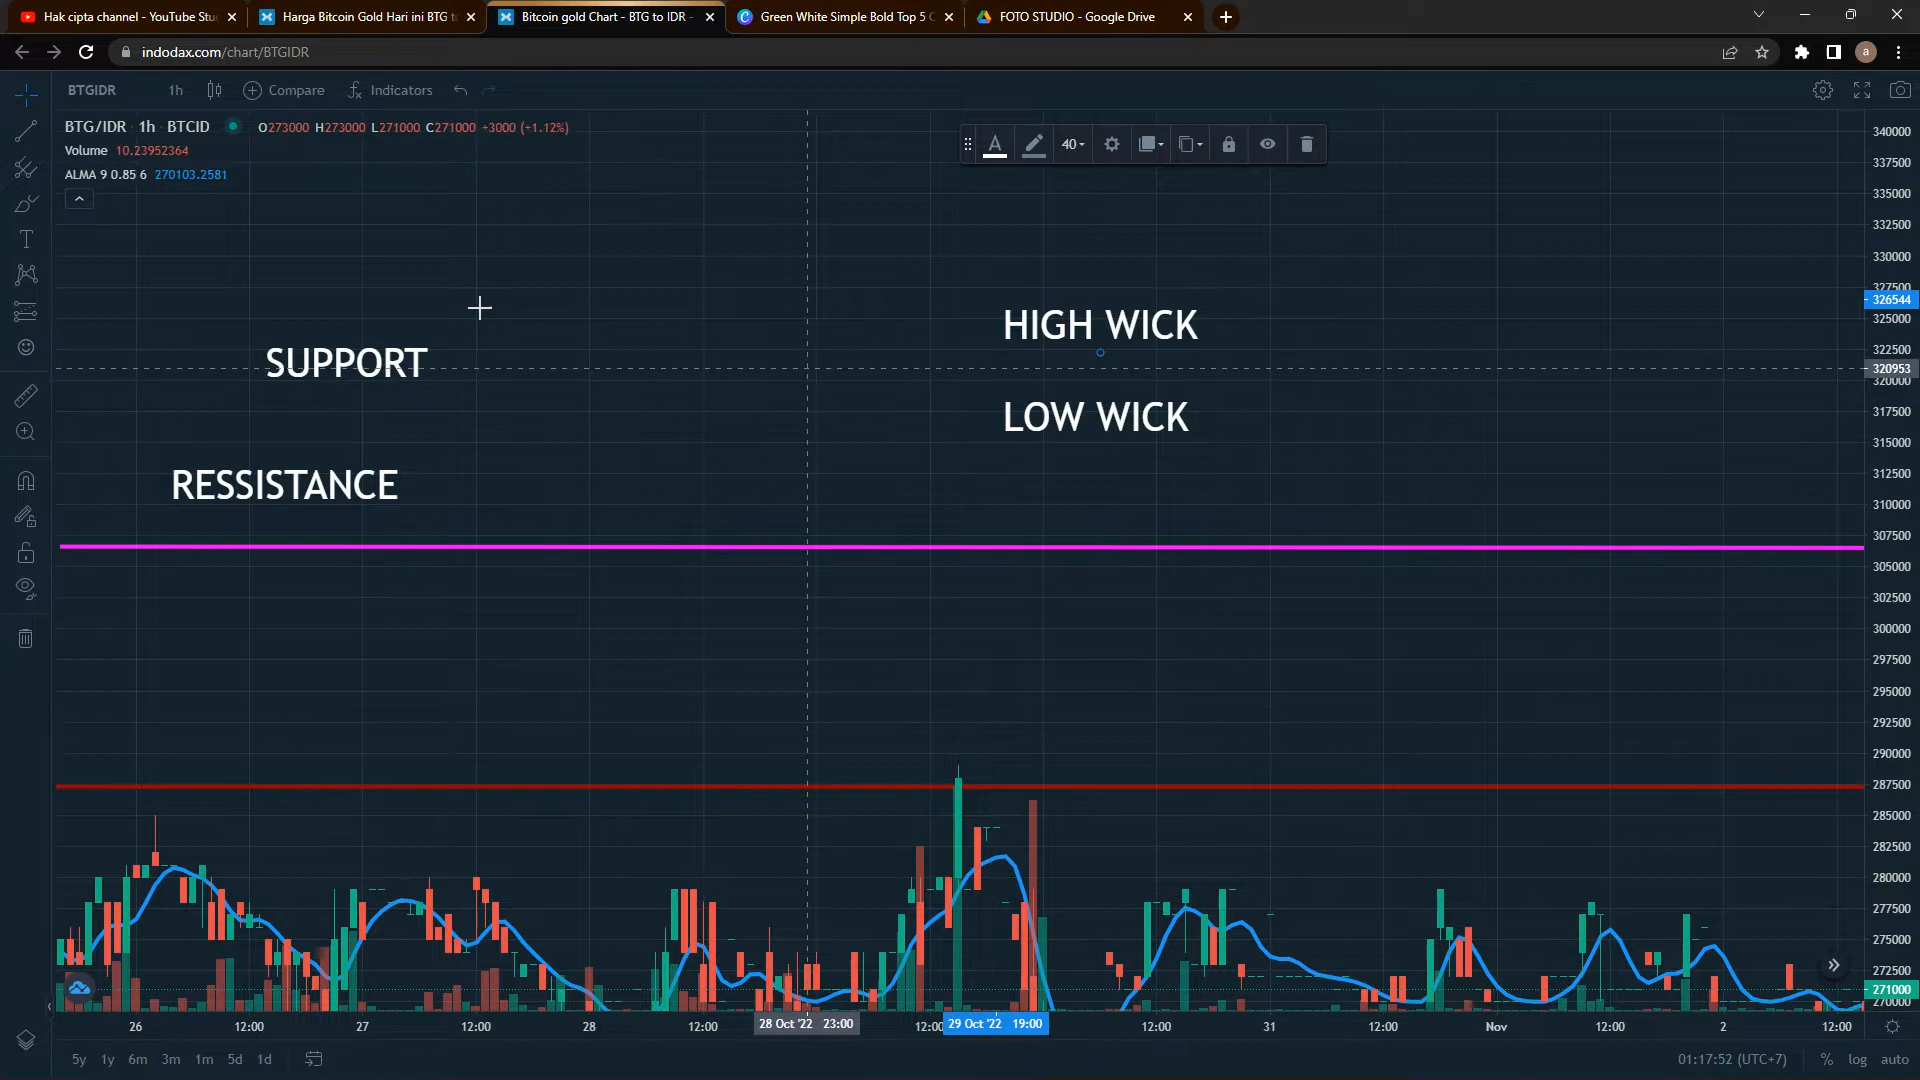 Hak cipta channel - YouTube Stu
Harga Bitcoin Gold Hari ini BTG to
Bitcoin gold Chart - BTG to IDR -
Green White Simple Bold Top 5 C
FOTO STUDIO - Google Drive
indodax.com/chart/BTGIDR
a
BTGIDR 1h Compare Indicators
BTG/IDR 1h BTCID O273000 H273000 L271000 C271000 +3000 (+1.12%)
Volume 10.23952364
ALMA 9 0.85 6 270103.2581
A 40
SUPPORT
RESSISTANCE
HIGH WICK
LOW WICK
340000
337500
335000
332500
330000
327500
326544
325000
322500
320953
320000
317500
315000
312500
310000
307500
305000
302500
300000
297500
295000
292500
290000
287500
285000
282500
280000
277500
275000
272500
271000
270000
26 12:00 27 12:00 28 12:00 28 Oct '22 23:00 12:00 29 Oct '22 19:00 12:00 31 12:00 Nov 12:00 2 12:00
5y 1y 6m 3m 1m 5d 1d
01:17:52 (UTC+7) % log auto